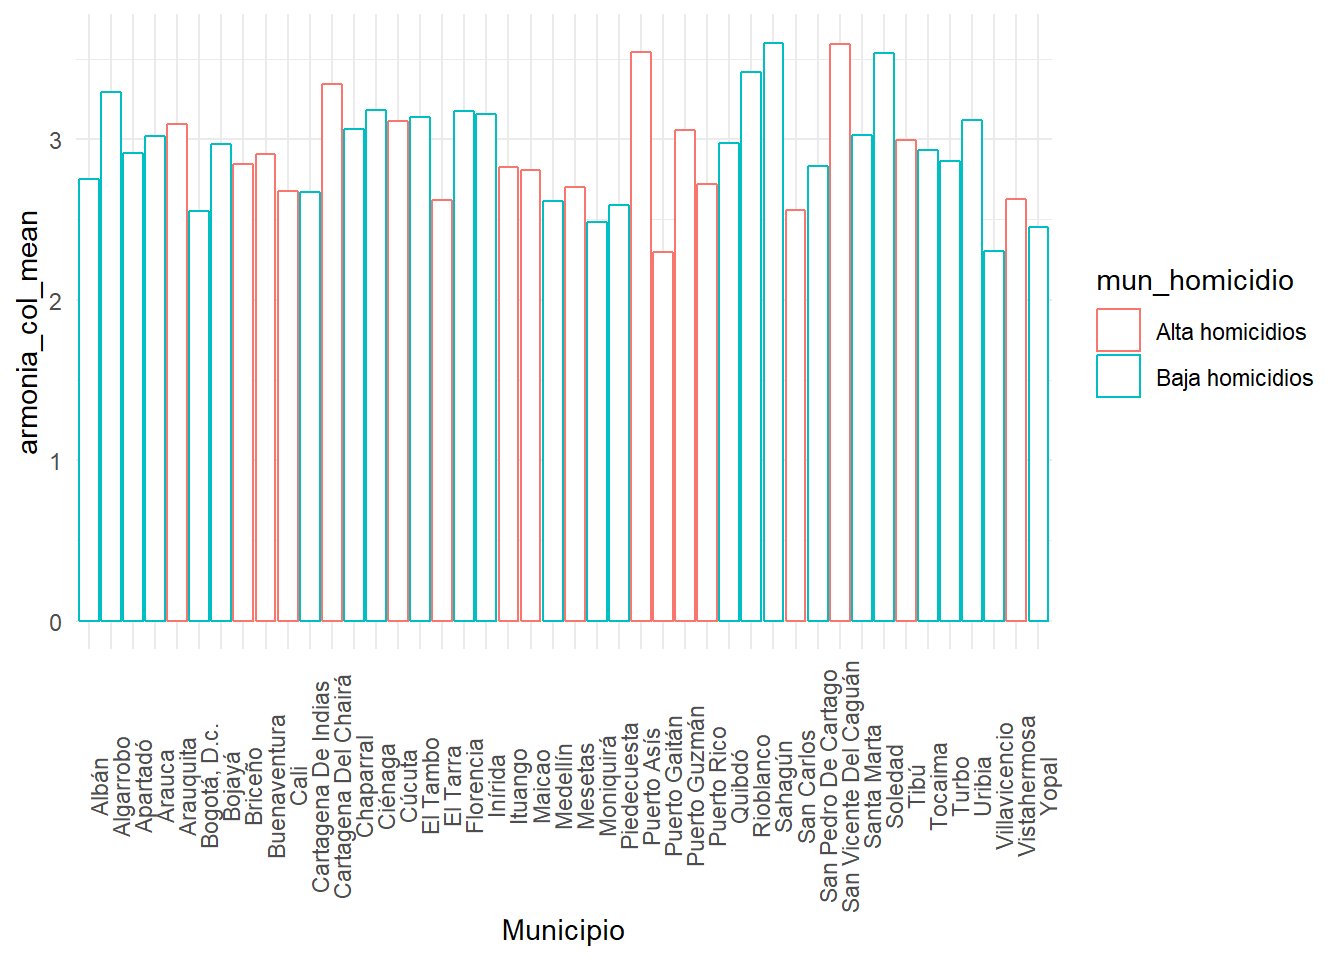 armonia_col_mean
3
2
1
0
Albán
Algarrobo
Apartadó
Arauca
Arauquita
Bogotá, D.c.
Bojayá
Briceño
Buenaventura
Cali
Cartagena De Indias
Cartagena Del Chairá
Chaparral
Ciénaga
Cúcuta
El Tambo
El Tarra
Florencia
Inírida
Ituango
Maicao
Medellín
Mesetas
Moniquirá
Piedecuesta
Puerto Asís
Puerto Gaitán
Puerto Guzmán
Puerto Rico
Quibdó
Rioblanco
Sahagún
San Carlos
San Pedro De Cartago
San Vicente Del Caguán
Santa Marta
Soledad
Tibú
Tocaima
Turbo
Uribia
Villavicencio
Vistahermosa
Yopal
Municipio
mun_homicidio
Alta homicidios
Baja homicidios